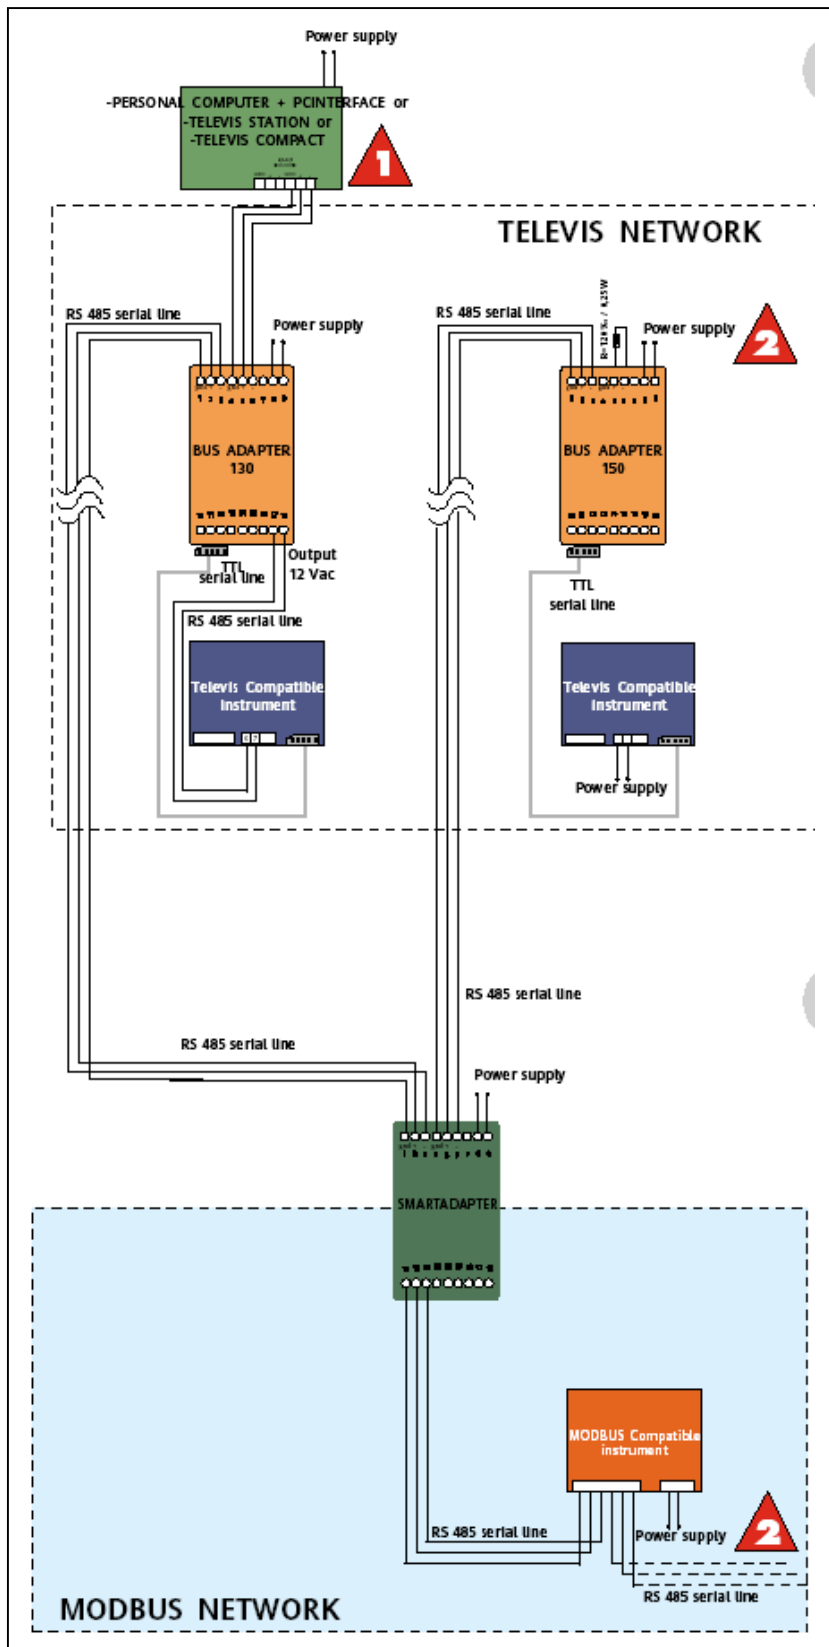 Power supply
-PERSONAL COMPUTER + PCINTERFACE or
-TELEVIS STATION or
-TELEVIS COMPACT
1
TELEVIS NETWORK
RS 485 serial line
Power supply
RS 485 serial line
Power supply
2
BUS ADAPTER
130
BUS ADAPTER
150
TTL
serial line
Output
12 Vac
TTL
serial line
RS 485 serial line
Televis Compatible
Instrument
Televis Compatible
Instrument
Power supply
RS 485 serial line
RS 485 serial line
Power supply
SMARTADAPTER
MODBUS Compatible
instrument
RS 485 serial line
Power supply
2
RS 485 serial line
MODBUS NETWORK